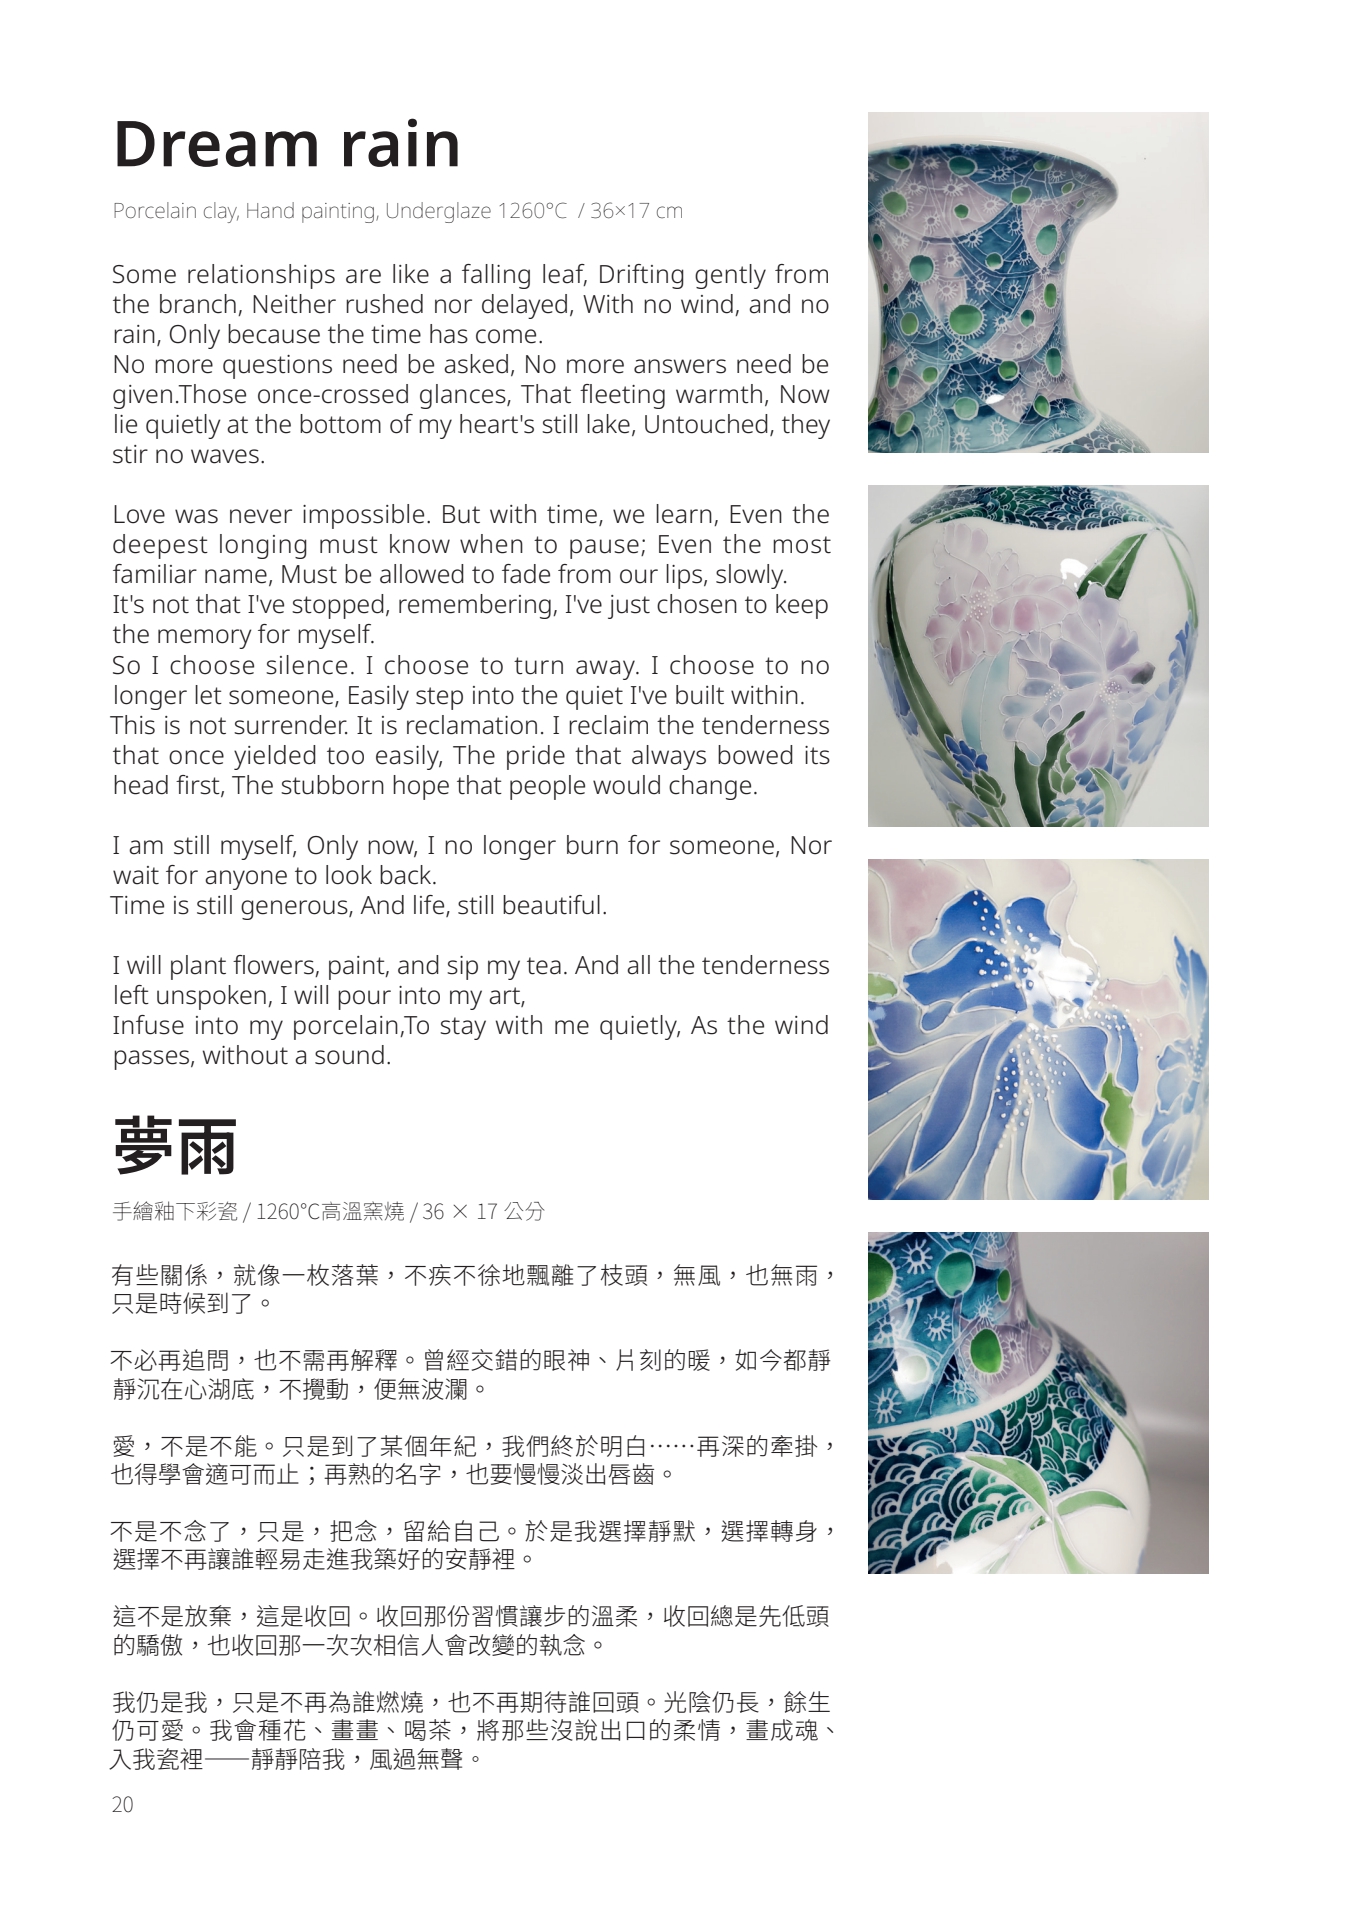 Dream rain
Porcelain clay, Hand painting, Underglaze 1260°C / 36×17 cm
Some relationships are like a falling leaf, Drifting gently from
the branch, Neither rushed nor delayed, With no wind, and no
rain, Only because the time has come.
No more questions need be asked, No more answers need be
given.Those once-crossed glances, That fleeting warmth, Now
lie quietly at the bottom of my heart's still lake, Untouched, they
stir no waves.
Love was never impossible. But with time, we learn, Even the
deepest longing must know when to pause; Even the most
familiar name, Must be allowed to fade from our lips, slowly.
It's not that I've stopped, remembering, I've just chosen to keep
the memory for myself.
So I choose silence. I choose to turn away. I choose to no
longer let someone, Easily step into the quiet I've built within.
This is not surrender. It is reclamation. I reclaim the tenderness
that once yielded too easily, The pride that always bowed its
head first, The stubborn hope that people would change.
I am still myself, Only now, I no longer burn for someone, Nor
wait for anyone to look back.
Time is still generous, And life, still beautiful.
I will plant flowers, paint, and sip my tea. And all the tenderness
left unspoken, I will pour into my art,
Infuse into my porcelain,To stay with me quietly, As the wind
passes, without a sound.
夢雨
手繪釉下彩瓷 / 1260°C高溫窯燒 / 36 × 17 公分
有些關係，就像一枚落葉，不疾不徐地飄離了枝頭，無風，也無雨，
只是時候到了。
不必再追問，也不需再解釋。曾經交錯的眼神、片刻的暖，如今都靜
靜沉在心湖底，不攪動，便無波瀾。
愛，不是不能。只是到了某個年紀，我們終於明白⋯⋯再深的牽掛，
也得學會適可而止；再熟的名字，也要慢慢淡出唇齒。
不是不念了，只是，把念，留給自己。於是我選擇靜默，選擇轉身，
選擇不再讓誰輕易走進我築好的安靜裡。
這不是放棄，這是收回。收回那份習慣讓步的溫柔，收回總是先低頭
的驕傲，也收回那一次次相信人會改變的執念。
我仍是我，只是不再為誰燃燒，也不再期待誰回頭。光陰仍長，餘生
仍可愛。我會種花、畫畫、喝茶，將那些沒說出口的柔情，畫成魂、
入我瓷裡——靜靜陪我，風過無聲。
20